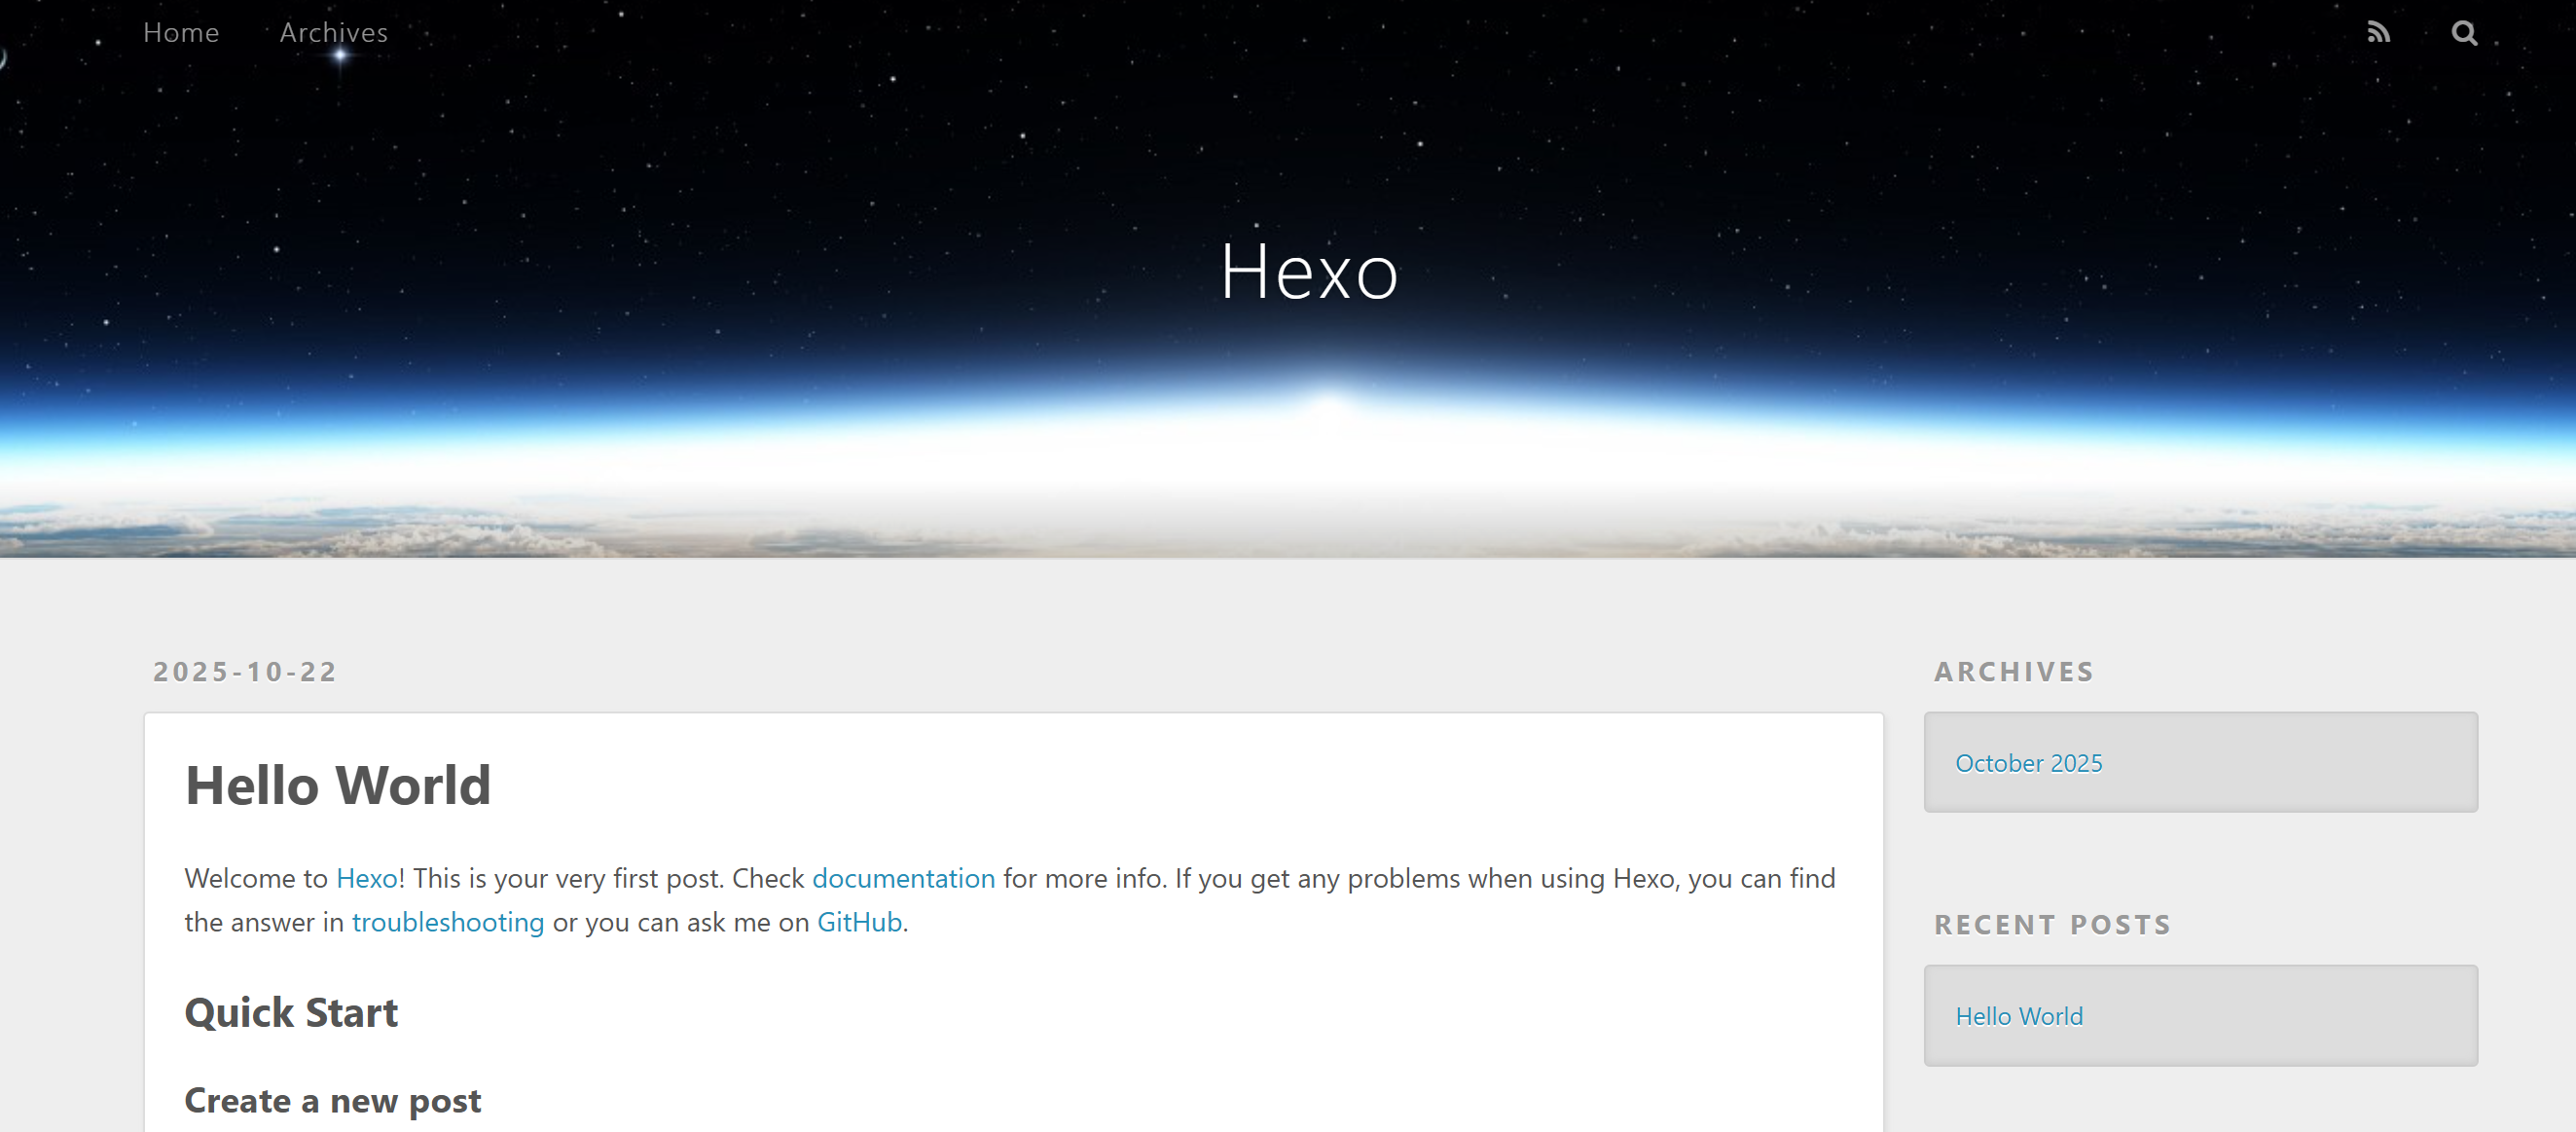 Home Archives
Hexo
2025-10-22
Hello World
Welcome to Hexo! This is your very first post. Check documentation for more info. If you get any problems when using Hexo, you can find
the answer in troubleshooting or you can ask me on GitHub.
Quick Start
Create a new post
ARCHIVES
October 2025
RECENT POSTS
Hello World